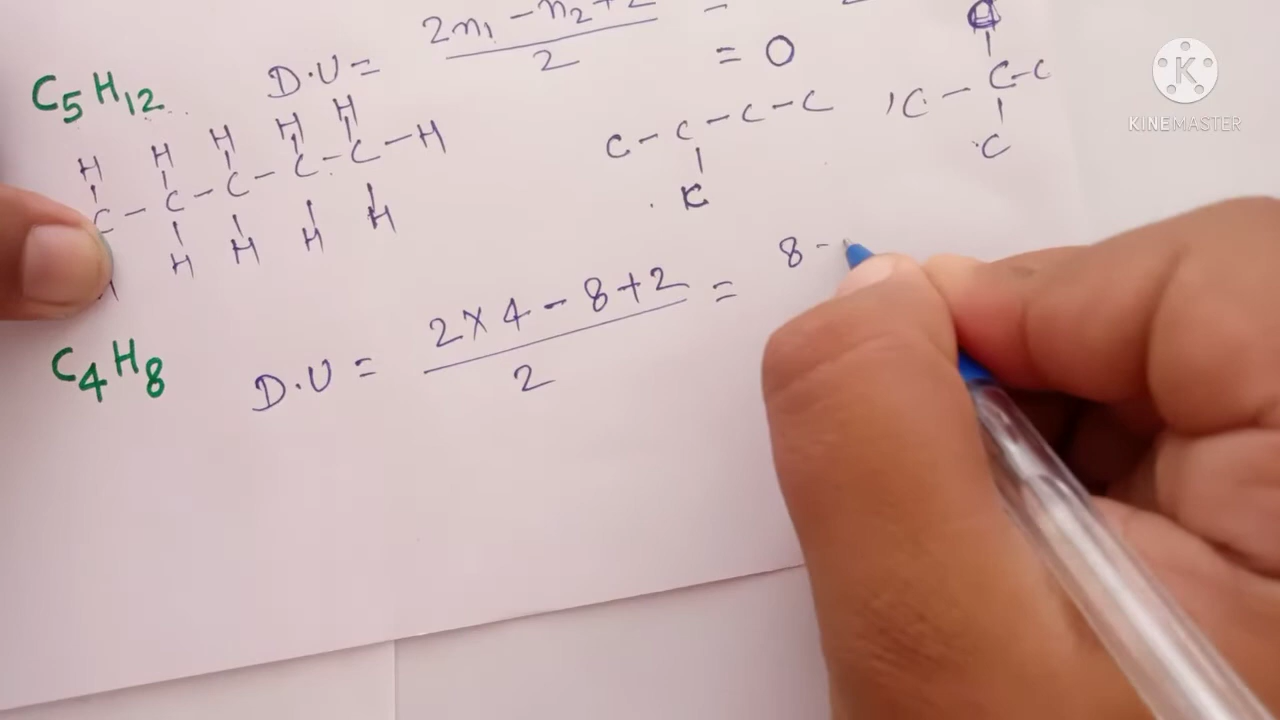 C5H12 D.U = 2n1 - n2 + 2 / 2 =
= 0
H H H H H
C - C - C - C - C - H
H H H H
C - C - C - C
C
C - C - C
C
C4H8 D.U = 2 × 4 - 8 + 2 / 2 = 8 -
KINEMASTER